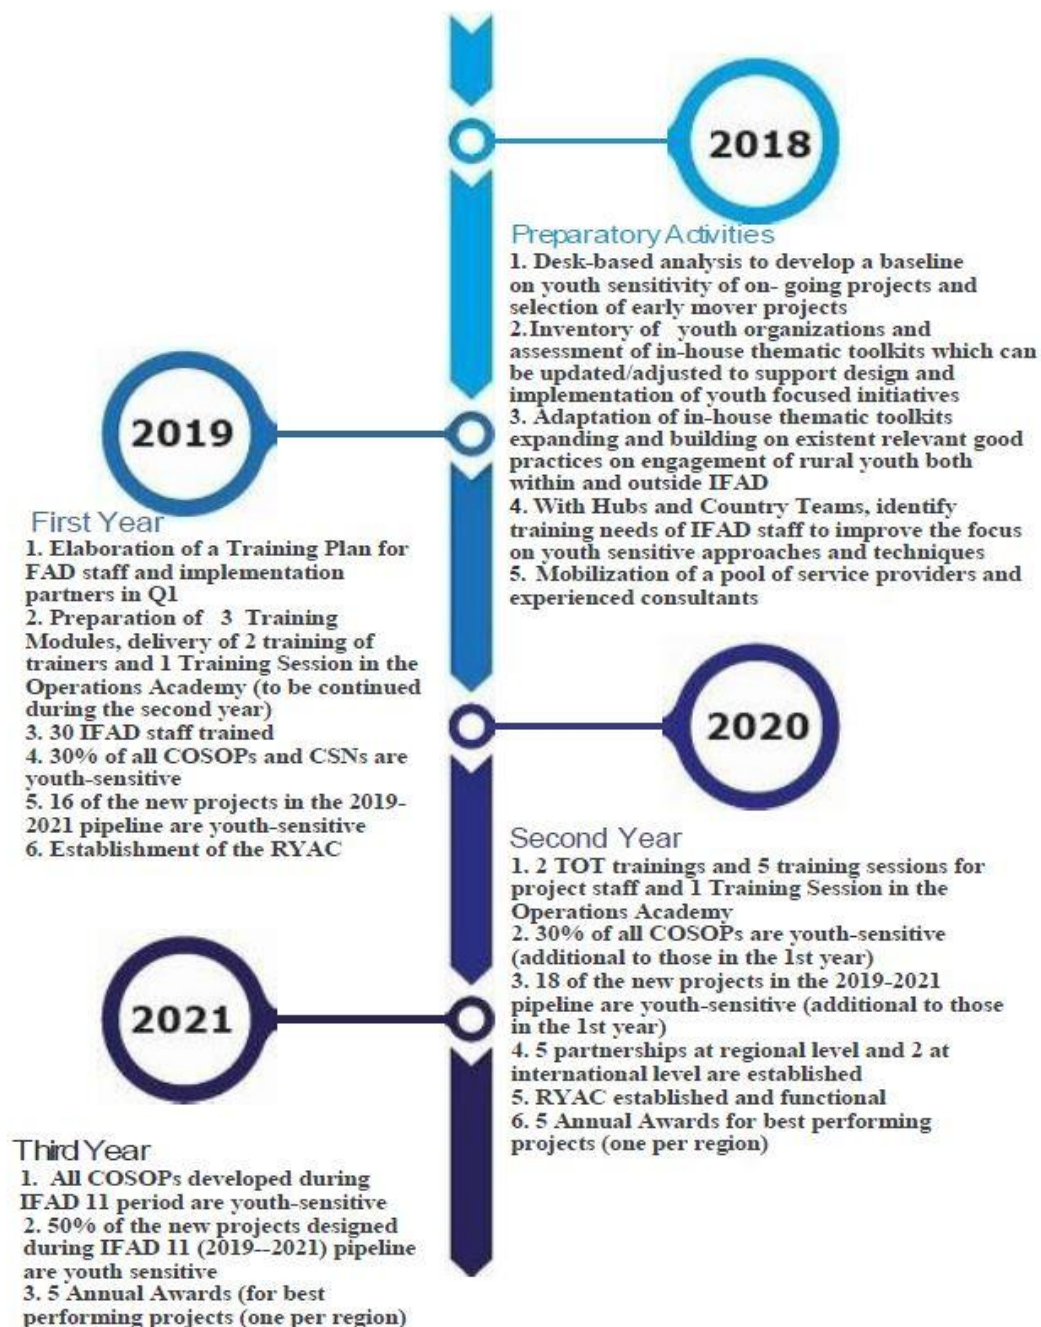 2018
Preparatory Activities
1. Desk-based analysis to develop a baseline
on youth sensitivity of on- going projects and
selection of early mover projects
2.Inventory of youth organizations and
assessment of in-house thematic toolkits which can
be updated/adjusted to support design and
implementation of youth focused initiatives
3. Adaptation of in-house thematic toolkits
expanding and building on existent relevant good
practices on engagement of rural youth both
within and outside IFAD
4. With Hubs and Country Teams, identify
training needs of IFAD staff to improve the focus
on youth sensitive approaches and techniques
5. Mobilization of a pool of service providers and
experienced consultants
2019
First Year
1. Elaboration of a Training Plan for
FAD staff and implementation
partners in Q1
2. Preparation of 3 Training
Modules, delivery of 2 training of
trainers and 1 Training Session in the
Operations Academy (to be continued
during the second year)
3. 30 IFAD staff trained
4. 30% of all COSOPs and CSNs are
youth-sensitive
5. 16 of the new projects in the 2019-
2021 pipeline are youth-sensitive
6. Establishment of the RYAC
2020
Second Year
1. 2 TOT trainings and 5 training sessions for
project staff and 1 Training Session in the
Operations Academy
2. 30% of all COSOPs are youth-sensitive
(additional to those in the 1st year)
3. 18 of the new projects in the 2019-2021
pipeline are youth-sensitive (additional to those
in the 1st year)
4. 5 partnerships at regional level and 2 at
international level are established
5. RYAC established and functional
6. 5 Annual Awards for best performing
projects (one per region)
2021
Third Year
1. All COSOPs developed during
IFAD 11 period are youth-sensitive
2. 50% of the new projects designed
during IFAD 11 (2019--2021) pipeline
are youth sensitive
3. 5 Annual Awards (for best
performing projects (one per region)